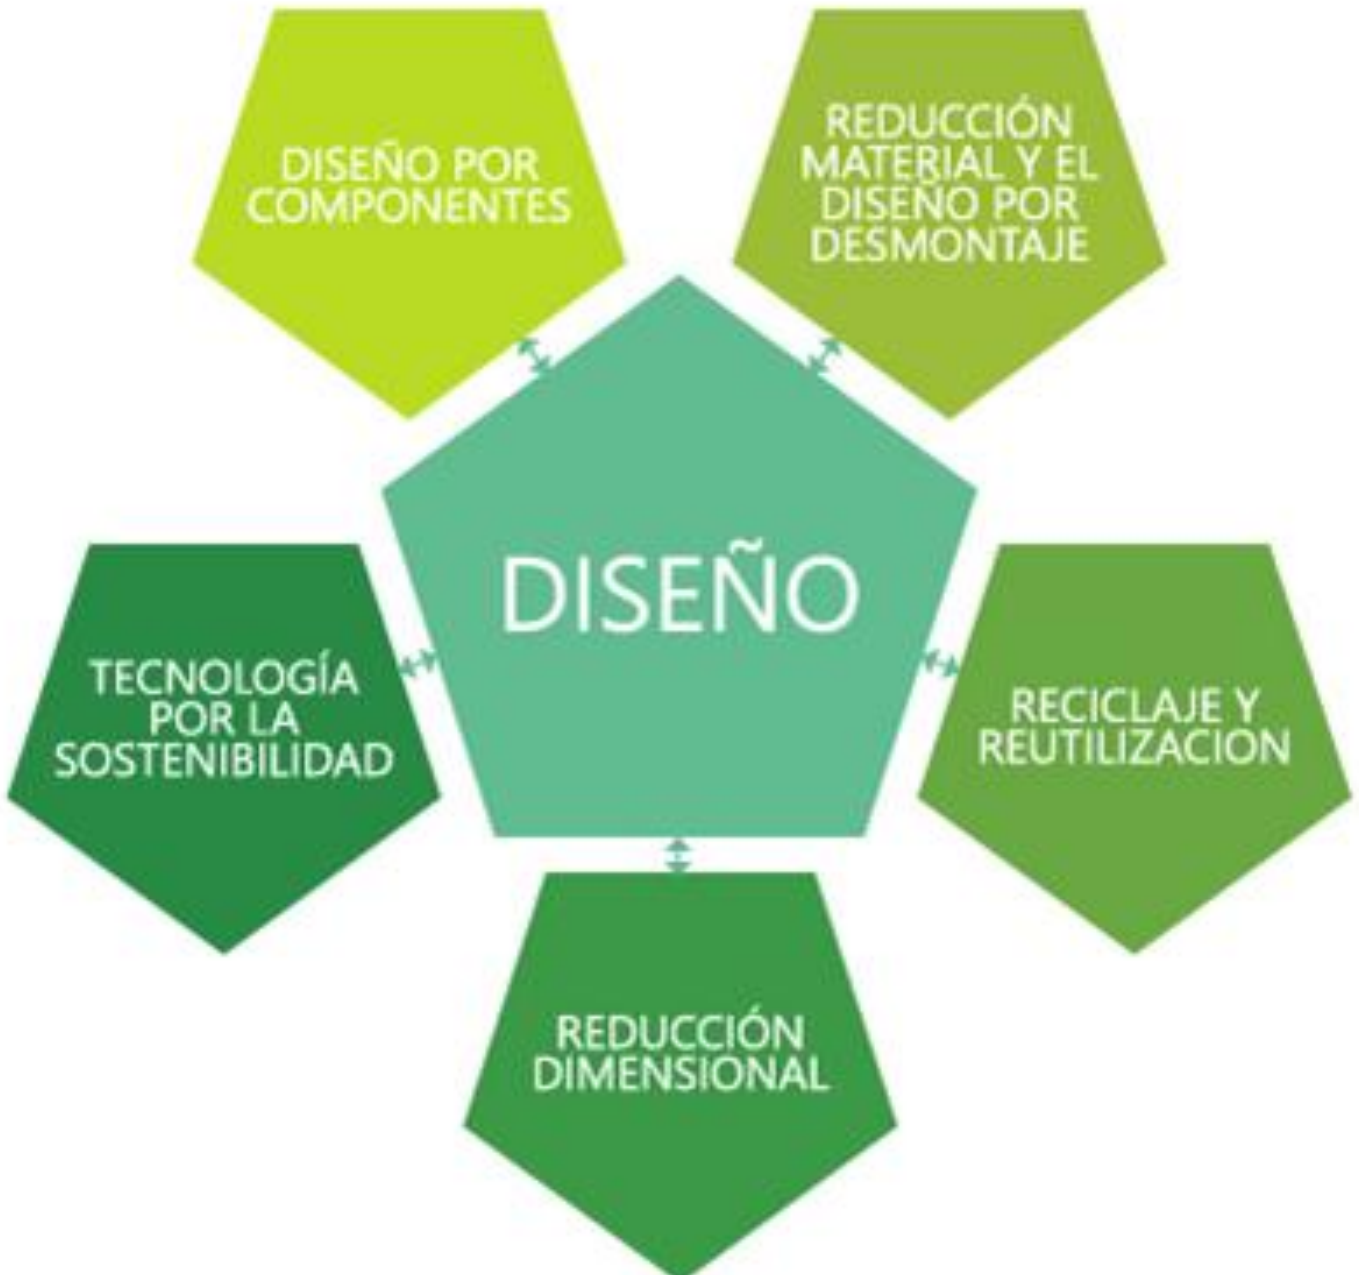 DISEÑO POR
COMPONENTES
REDUCCIÓN
MATERIAL Y EL
DISEÑO POR
DESMONTAJE
DISEÑO
TECNOLOGÍA
POR LA
SOSTENIBILIDAD
RECICLAJE Y
REUTILIZACION
REDUCCIÓN
DIMENSIONAL